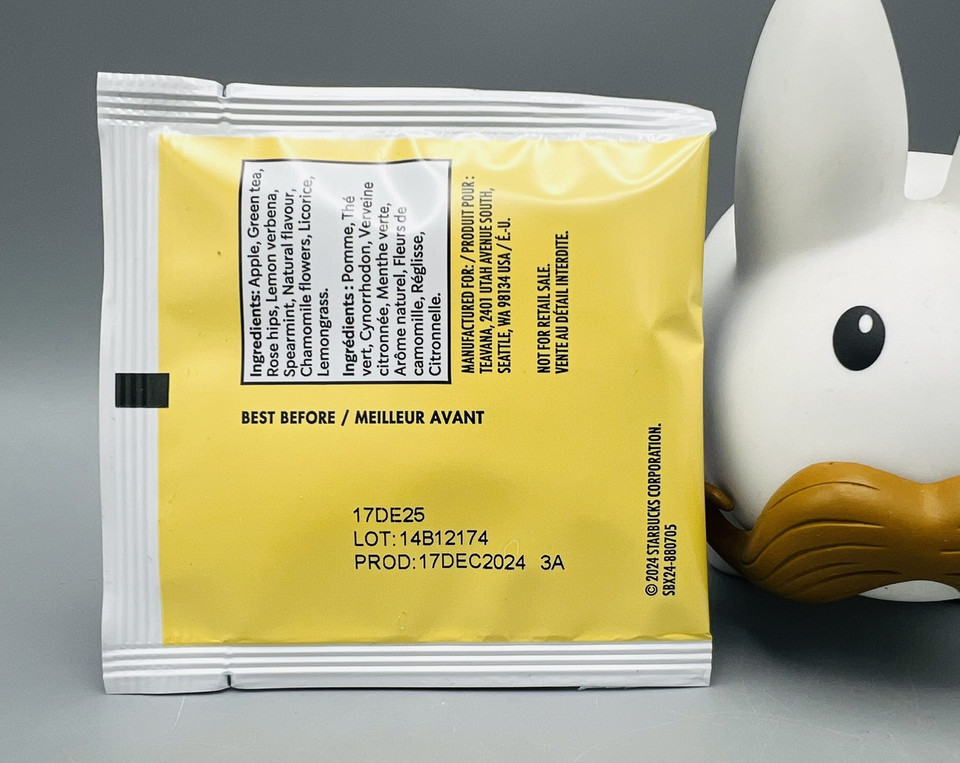 Ingredients: Apple, Green tea,
Rose hips, Lemon verbena,
Spearmint, Natural flavour,
Chamomile flowers, Licorice,
Lemongrass.
Ingrédients : Pomme, Thé
vert, Cynorrhodon, Verveine
citronnée, Menthe verte,
Arôme naturel, Fleurs de
camomille, Réglisse,
Citronnelle.
MANUFACTURED FOR: / PRODUIT POUR :
TEAVANA, 2401 UTAH AVENUE SOUTH,
SEATTLE, WA 98134 USA / É.-U.
NOT FOR RETAIL SALE.
VENTE AU DÉTAIL INTERDITE.
BEST BEFORE / MEILLEUR AVANT
17DE25
LOT:14B12174
PROD:17DEC2024 3A
© 2024 STARBUCKS CORPORATION.
SBX24-880705